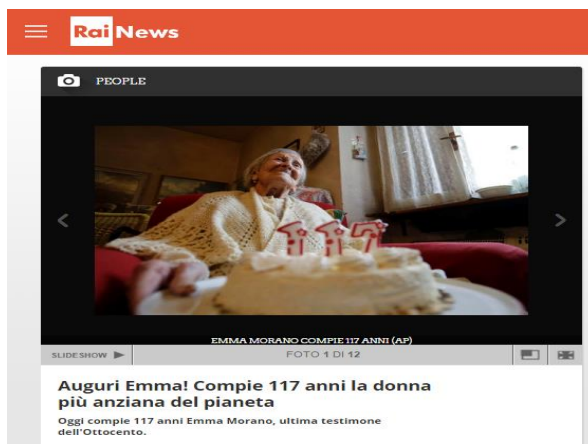 Rai News
PEOPLE
117
EMMA MORANO COMPIE 117 ANNI (AP)
SLIDESHOW
FOTO 1 DI 12
Auguri Emma! Compie 117 anni la donna
più anziana del pianeta
Oggi compie 117 anni Emma Morano, ultima testimone
dell'Ottocento.